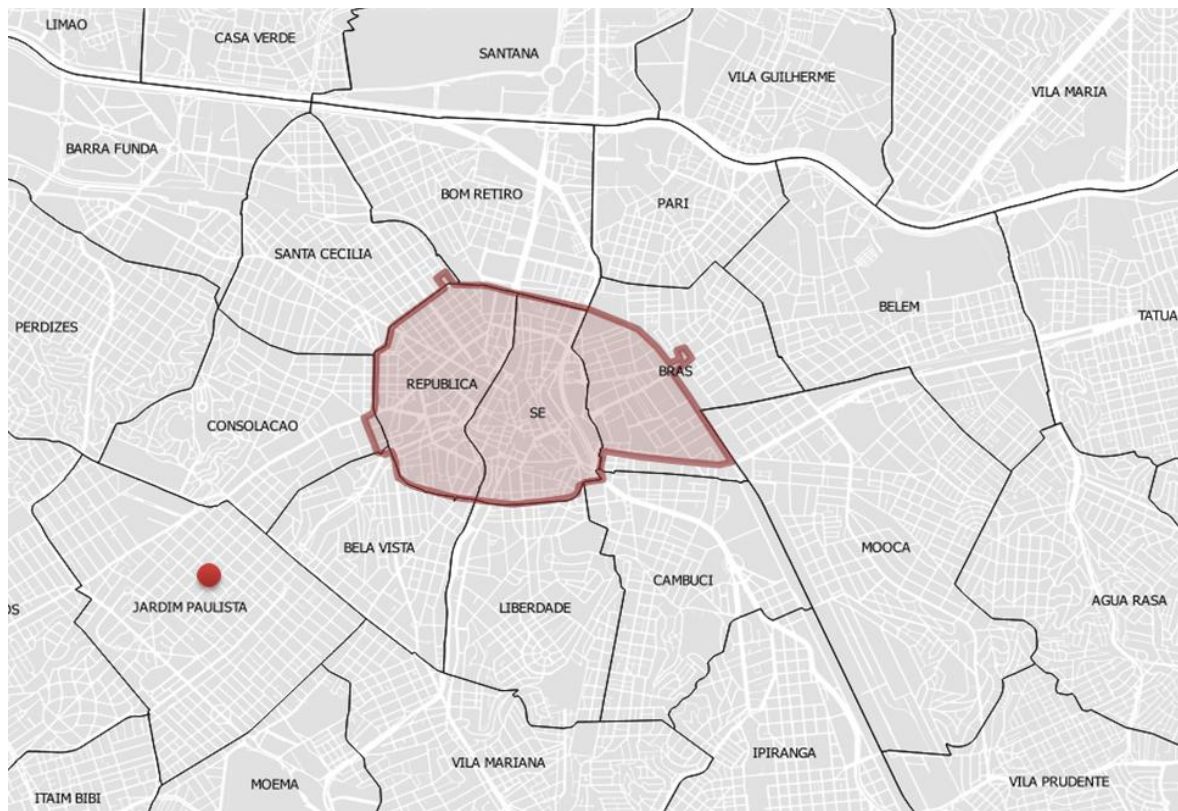 LIMAO
CASA VERDE
SANTANA
VILA GUILHERME
VILA MARIA
BARRA FUNDA
BOM RETIRO
PARI
SANTA CECILIA
BELEM
PERDIZES
TATUA
BRAS
REPUBLICA
SE
CONSOLACAO
BELA VISTA
MOOCA
CAMBUCI
AGUA RASA
OS
JARDIM PAULISTA
LIBERDADE
VILA MARIANA
IPIRANGA
MOEMA
VILA PRUDENTE
ITAIM BIBI